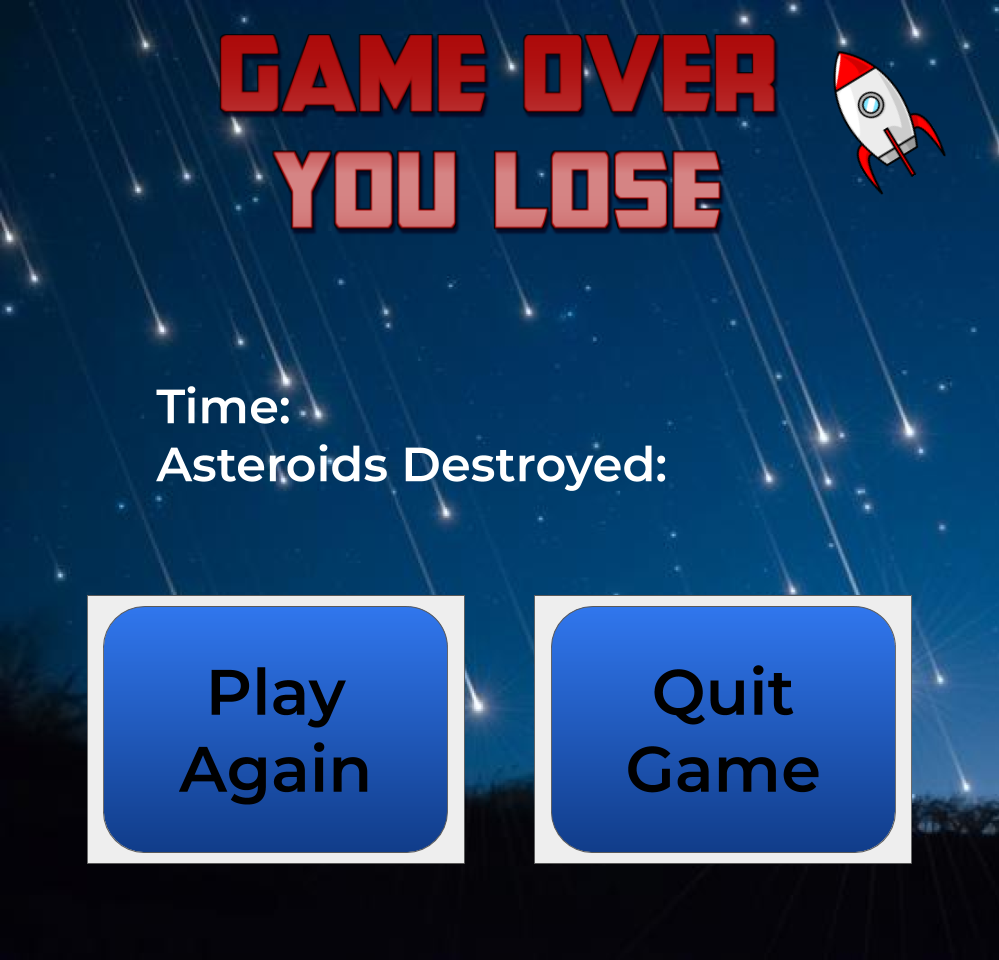 GAME OVER
YOU LOSE
Time:
Asteroids Destroyed:
Play
Again
Quit
Game